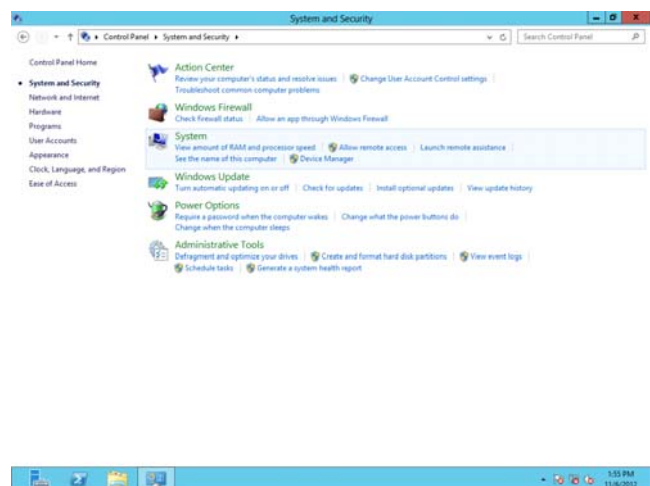 System and Security
Control Panel ▸ System and Security ▸
Search Control Panel
Control Panel Home
System and Security
Network and Internet
Hardware
Programs
User Accounts
Appearance
Clock, Language, and Region
Ease of Access
Action Center
Review your computer's status and resolve issues
Change User Account Control settings
Troubleshoot common computer problems
Windows Firewall
Check firewall status
Allow an app through Windows Firewall
System
View amount of RAM and processor speed
Allow remote access
Launch remote assistance
See the name of this computer
Device Manager
Windows Update
Turn automatic updating on or off
Check for updates
Install optional updates
View update history
Power Options
Require a password when the computer wakes
Change what the power buttons do
Change when the computer sleeps
Administrative Tools
Defragment and optimize your drives
Create and format hard disk partitions
View event logs
Schedule tasks
Generate a system health report
1:55 PM
11/6/2012